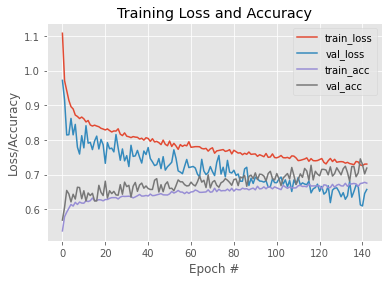 Training Loss and Accuracy
train_loss
val_loss
train_acc
val_acc
1.1
1.0
0.9
0.8
0.7
0.6
Loss/Accuracy
0 20 40 60 80 100 120 140
Epoch #